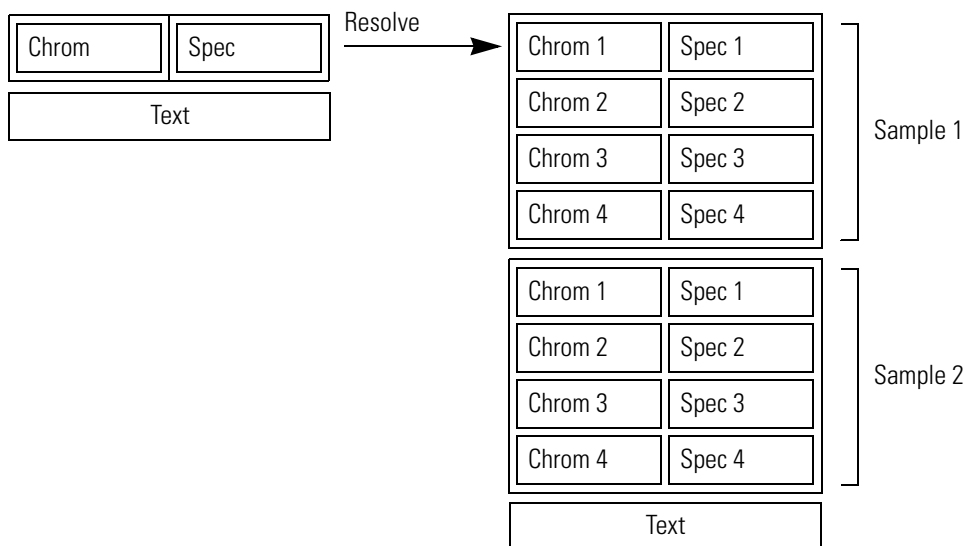 Chrom Spec
Text
Resolve
Chrom 1 Spec 1
Chrom 2 Spec 2
Chrom 3 Spec 3
Chrom 4 Spec 4
Sample 1
Chrom 1 Spec 1
Chrom 2 Spec 2
Chrom 3 Spec 3
Chrom 4 Spec 4
Sample 2
Text